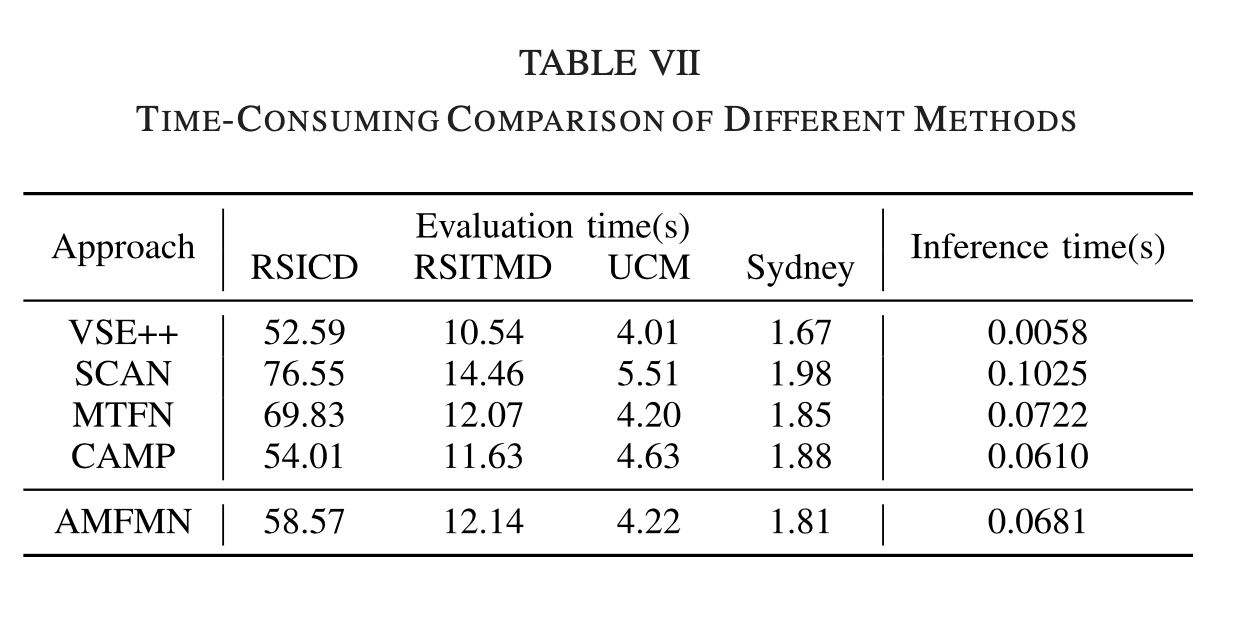 TABLE VII
TIME-CONSUMING COMPARISON OF DIFFERENT METHODS
Approach Evaluation time(s) Inference time(s)
RSICD RSITMD UCM Sydney
VSE++ 52.59 10.54 4.01 1.67 0.0058
SCAN 76.55 14.46 5.51 1.98 0.1025
MTFN 69.83 12.07 4.20 1.85 0.0722
CAMP 54.01 11.63 4.63 1.88 0.0610
AMFMN 58.57 12.14 4.22 1.81 0.0681